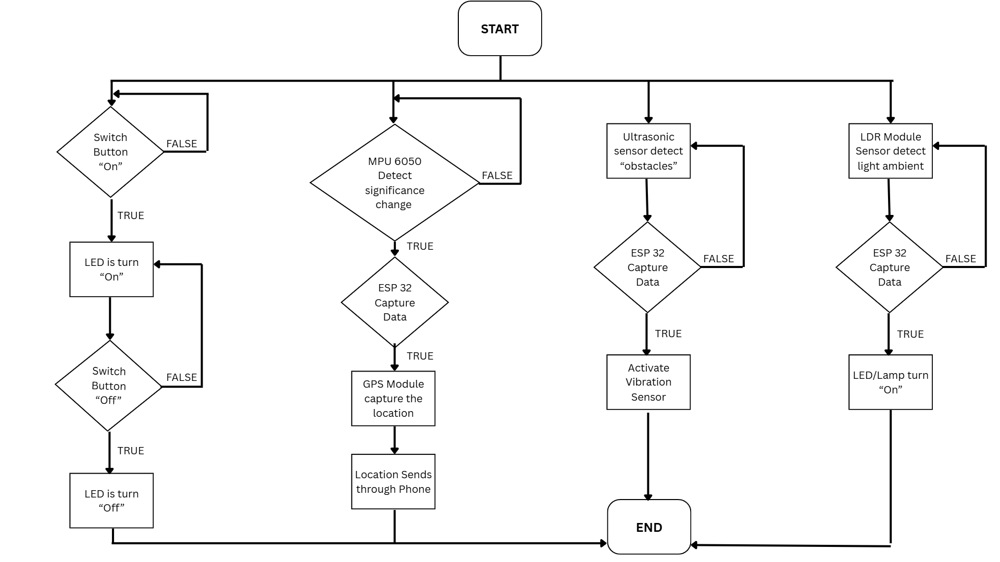 START
Switch
Button
“On”
FALSE
TRUE
LED is turn
“On”
Switch
Button
“Off”
FALSE
TRUE
LED is turn
“Off”
MPU 6050
Detect
significance
change
FALSE
TRUE
ESP 32
Capture
Data
TRUE
GPS Module
capture the
location
Location Sends
through Phone
Ultrasonic
sensor detect
“obstacles”
ESP 32
Capture
Data
FALSE
TRUE
Activate
Vibration
Sensor
LDR Module
Sensor detect
light ambient
ESP 32
Capture
Data
FALSE
TRUE
LED/Lamp turn
“On”
END